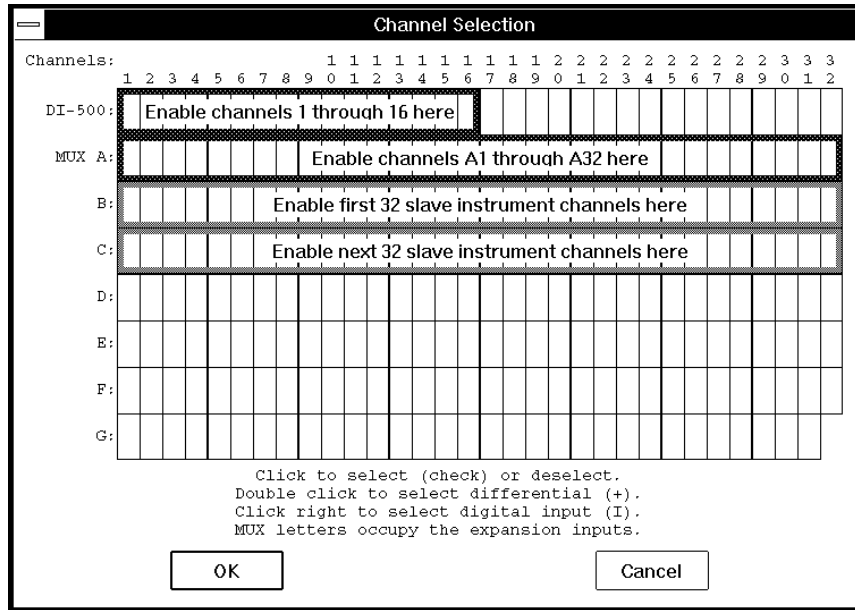 Channel Selection
Channels: 1 1 1 1 1 1 1 1 1 1 2 2 2 2 2 2 2 2 2 2 3 3 3
1 2 3 4 5 6 7 8 9 0 1 2 3 4 5 6 7 8 9 0 1 2 3 4 5 6 7 8 9 0 1 2
DI-500: Enable channels 1 through 16 here
MUX A: Enable channels A1 through A32 here
B: Enable first 32 slave instrument channels here
C: Enable next 32 slave instrument channels here
D:
E:
F:
G:
Click to select (check) or deselect.
Double click to select differential (+).
Click right to select digital input (I).
MUX letters occupy the expansion inputs.
OK Cancel